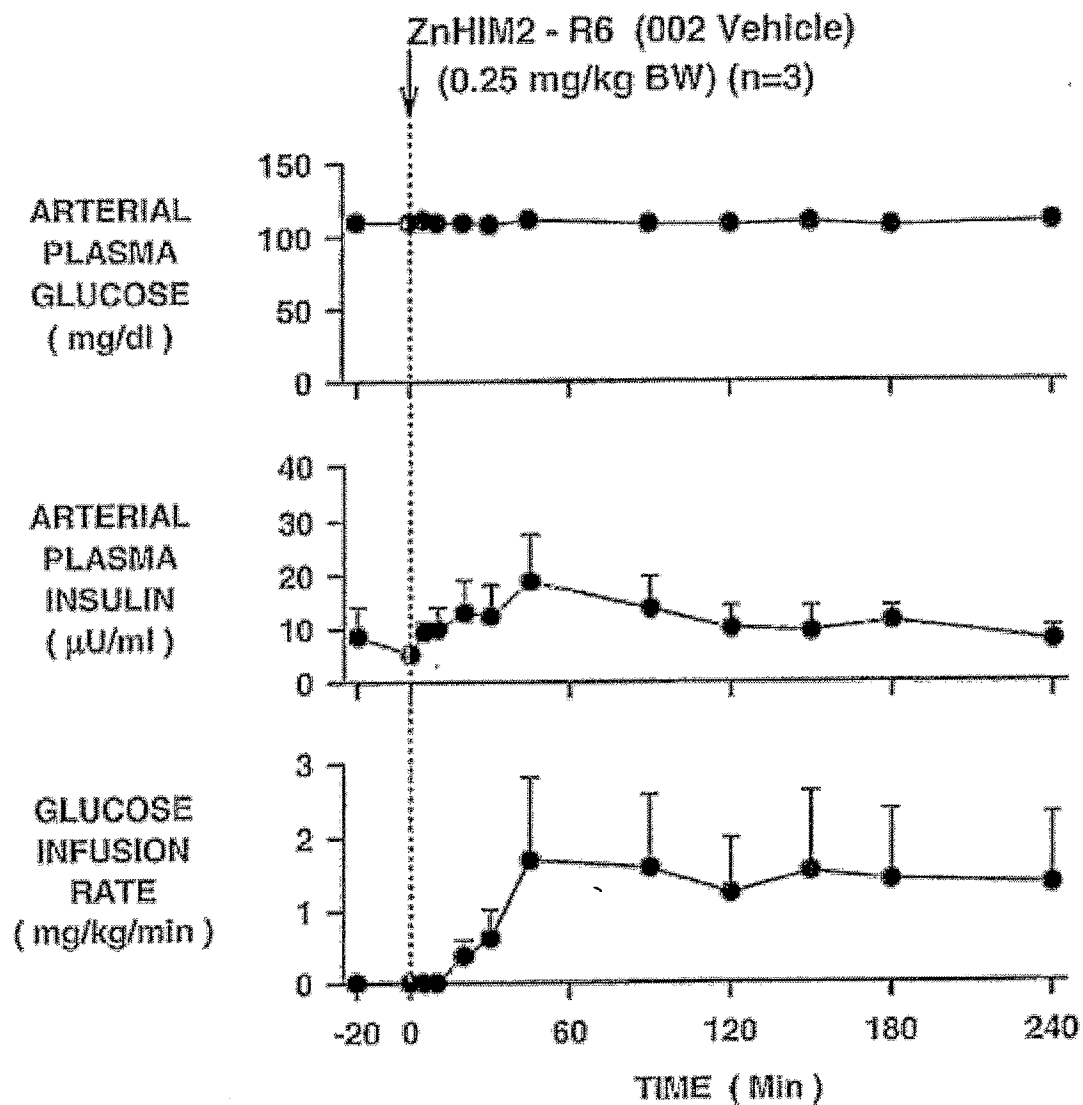 ZnHIM2 - R6 (002 Vehicle)
(0.25 mg/kg BW) (n=3)
ARTERIAL
PLASMA
GLUCOSE
( mg/dl )
150
100
50
0
ARTERIAL
PLASMA
INSULIN
( µU/ml )
40
30
20
10
0
GLUCOSE
INFUSION
RATE
( mg/kg/min )
3
2
1
0
-20 0 60 120 180 240
TIME ( Min )